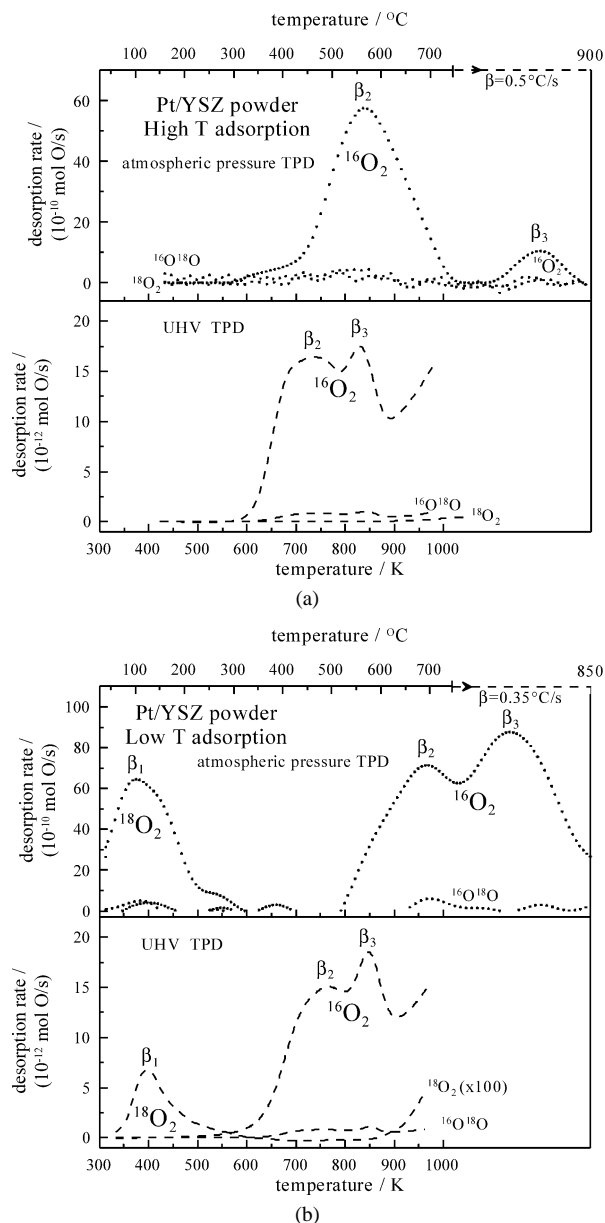 temperature / °C
100 200 300 400 500 600 700 900
β=0.5°C/s
Pt/YSZ powder
High T adsorption
atmospheric pressure TPD
β₂
¹⁶O₂
β₃
¹⁶O₂
¹⁶O¹⁸O
¹⁸O₂
desorption rate /
(10⁻¹⁰ mol O/s)
60
40
20
0
UHV TPD
β₂
β₃
¹⁶O₂
¹⁶O¹⁸O
¹⁸O₂
desorption rate /
(10⁻¹² mol O/s)
20
15
10
5
0
300 400 500 600 700 800 900 1000
temperature / K
(a)
temperature / °C
100 200 300 400 500 600 700 850
β=0.35°C/s
Pt/YSZ powder
Low T adsorption
atmospheric pressure TPD
β₁
¹⁸O₂
β₂
β₃
¹⁶O₂
¹⁶O¹⁸O
desorption rate /
(10⁻¹⁰ mol O/s)
100
80
60
40
20
0
UHV TPD
β₁
¹⁸O₂
β₂
β₃
¹⁶O₂
¹⁸O₂(x100)
¹⁶O¹⁸O
desorption rate /
(10⁻¹² mol O/s)
20
15
10
5
0
300 400 500 600 700 800 900 1000
temperature / K
(b)